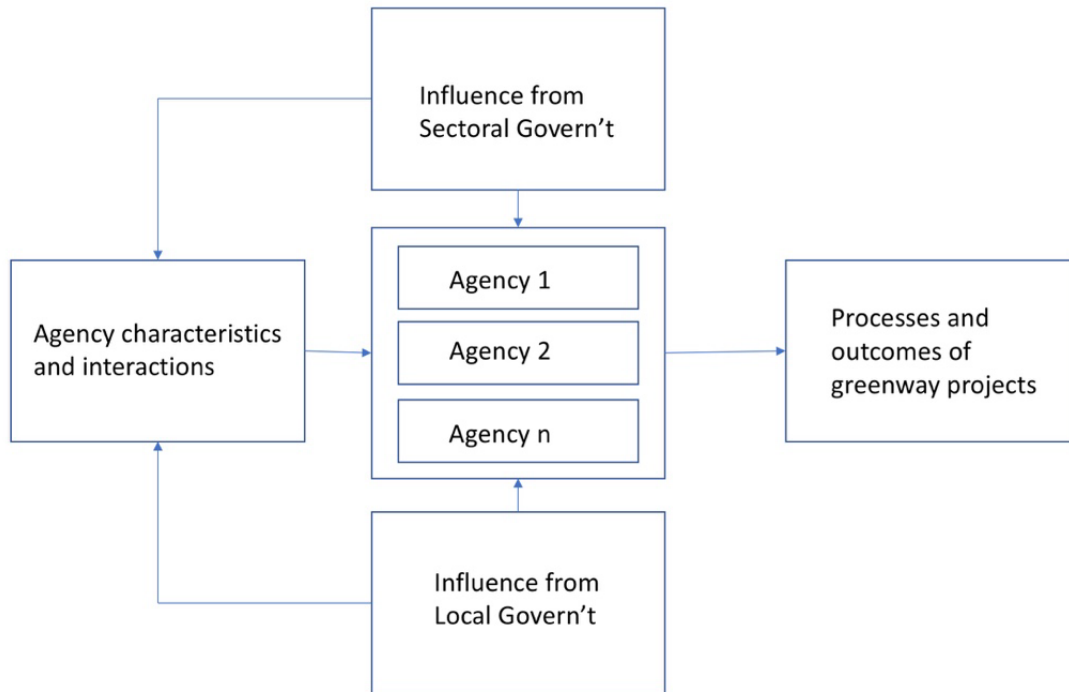 Influence from
Sectoral Govern’t
Agency characteristics
and interactions
Agency 1
Agency 2
Agency n
Processes and
outcomes of
greenway projects
Influence from
Local Govern’t